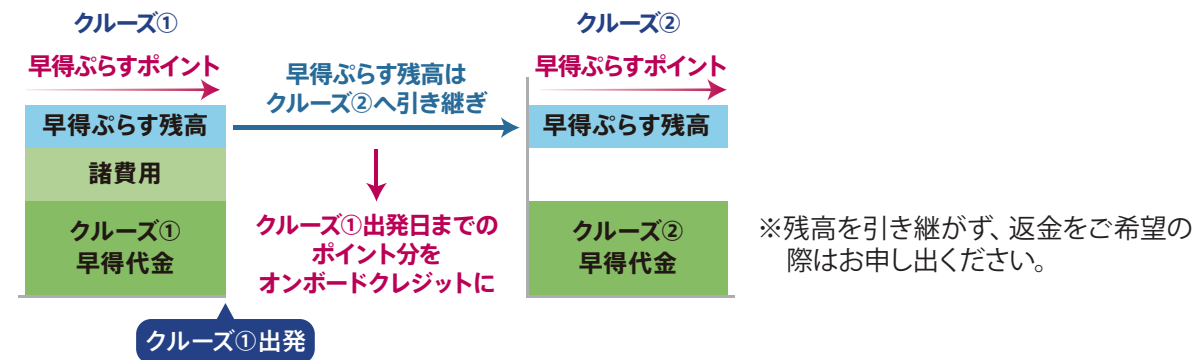 クルーズ①
早得ぷらすポイント
早得ぷらす残高
諸費用
クルーズ①
早得代金
クルーズ①出発
早得ぷらす残高は
クルーズ②へ引き継ぎ
クルーズ①出発日までの
ポイント分を
オンボードクレジットに
クルーズ②
早得ぷらすポイント
早得ぷらす残高
クルーズ②
早得代金
※残高を引き継がず、返金をご希望の
際はお申し出ください。